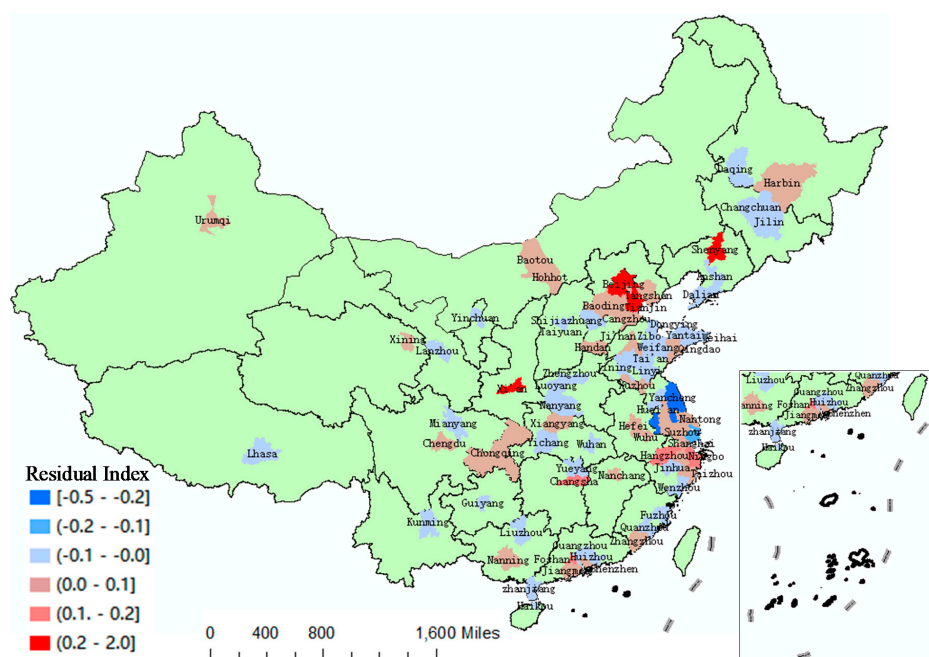 Daqing
Harbin
Changchuan
Jilin
Urumqi
Shenyang
Anshan
Baotou
Hohhot
Beijing
Tangshan
Baoding
Tianjin
Dalian
Cangzhou
Yinchuan
Shijiazhuang
Taiyuan
Dongying
Yantai
Weihai
Xining
Lanzhou
Ji'nan
Zibo
Weifang
Qingdao
Handan
Tai'an
Jining
Linyi
Zhengzhou
Luoyang
Xuzhou
Nanyang
Yancheng
Huei'an
Nantong
Mianyang
Xiangyang
Hefei
Suzhou
Chengdu
Yichang
Wuhan
Wuhu
Shanghai
Lhasa
Chongqing
Hangzhou
Ningbo
Yueyang
Nanchang
Jinhua
Changsha
Taizhou
Wenzhou
Guiyang
Kunming
Fuzhou
Liuzhou
Quanzhou
Zhangzhou
Nanning
Guangzhou
Foshan
Huizhou
Jiangmen
Shenzhen
zhanjiang
Haikou
Residual Index
[-0.5 - -0.2]
(-0.2 - -0.1]
(-0.1 - -0.0]
(0.0 - 0.1]
(0.1. - 0.2]
(0.2 - 2.0]
0 400 800 1,600 Miles
Liuzhou
Quanzhou
Zhangzhou
Guangzhou
Nanning
Foshan
Huizhou
Jiangmen
Shenzhen
zhanjiang
Haikou